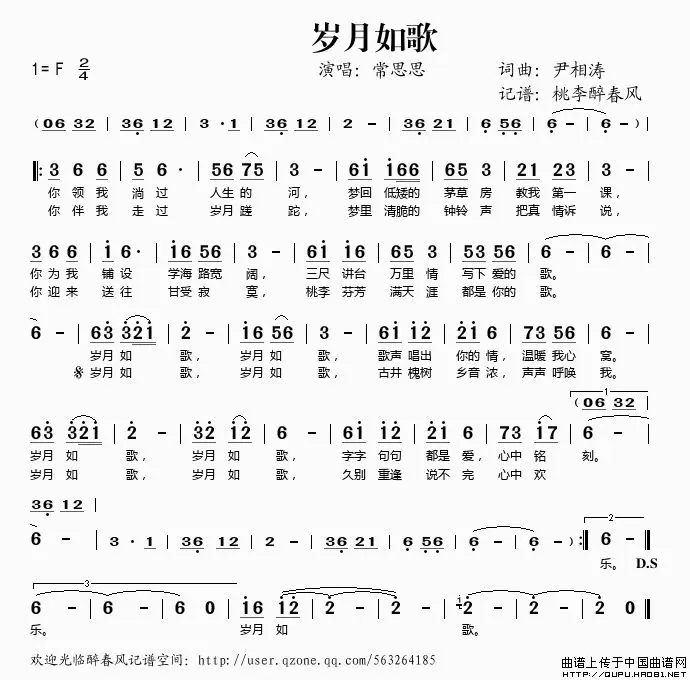 岁月如歌
1=F 2/4 演唱：常思思 词曲：尹相涛
记谱：桃李醉春风
(06 32 | 36 12 | 3·1 | 36 12 | 2 - | 36 21 | 6 56 | 6 - | 6 - )
|: 3 6 6 | 5 6· | 56 75 | 3 - | 61 166 | 65 3 | 21 23 | 3 - |
你领我 淌过 人生的 河， 梦回 低矮的 茅草房 教我第一 课，
你伴我 走过 岁月蹉 跎， 梦里 清脆的 钟铃声 把真情诉 说，
3 6 6 | 1 6· | 16 56 | 3 - | 61 65 | 35 3 | 53 56 | 6 - |
你为我 铺设 学海路宽 阔， 三尺讲台 万里情 写下爱的 歌。
你迎来 送往 甘受寂 寞， 桃李芬芳 满天涯 都是你的 歌。
6 - | 63 321 | 2 - | 16 56 | 3 - | 61 12 | 21 6 | 73 56 | 6 - |
岁月如 歌， 岁月如 歌， 歌声唱出 你的情， 温暖我心 窝。
𝄋 岁月如 歌， 岁月如 歌， 古井槐树 乡音浓， 声声呼唤 我。
1
(06 32
63 321 | 2 - | 32 12 | 6 - | 61 22 | 21 2 | 73 17 | 6 - |
岁月如 歌， 岁月如 歌， 字字句句 都是爱， 心中铭 刻。
岁月如 歌， 岁月如 歌， 久别重逢 说不完 心中欢
36 12 |
6 - | 3·1 | 36 12 | 2 - | 36 21 | 6 56 | 6 - | 6 - ) :| 2 6 - ‖
乐。 D.S
3
6 - | 6 - | 6 - | 6 0 | 16 12 | 2 - | 2 - | i 2 - | 2 - | 2 - | 2 0 ‖
乐。 岁月如 歌。
欢迎光临醉春风记谱空间：http://user.qzone.qq.com/563264185
曲谱上传于中国曲谱网
http://QUPU.HAO81.NET